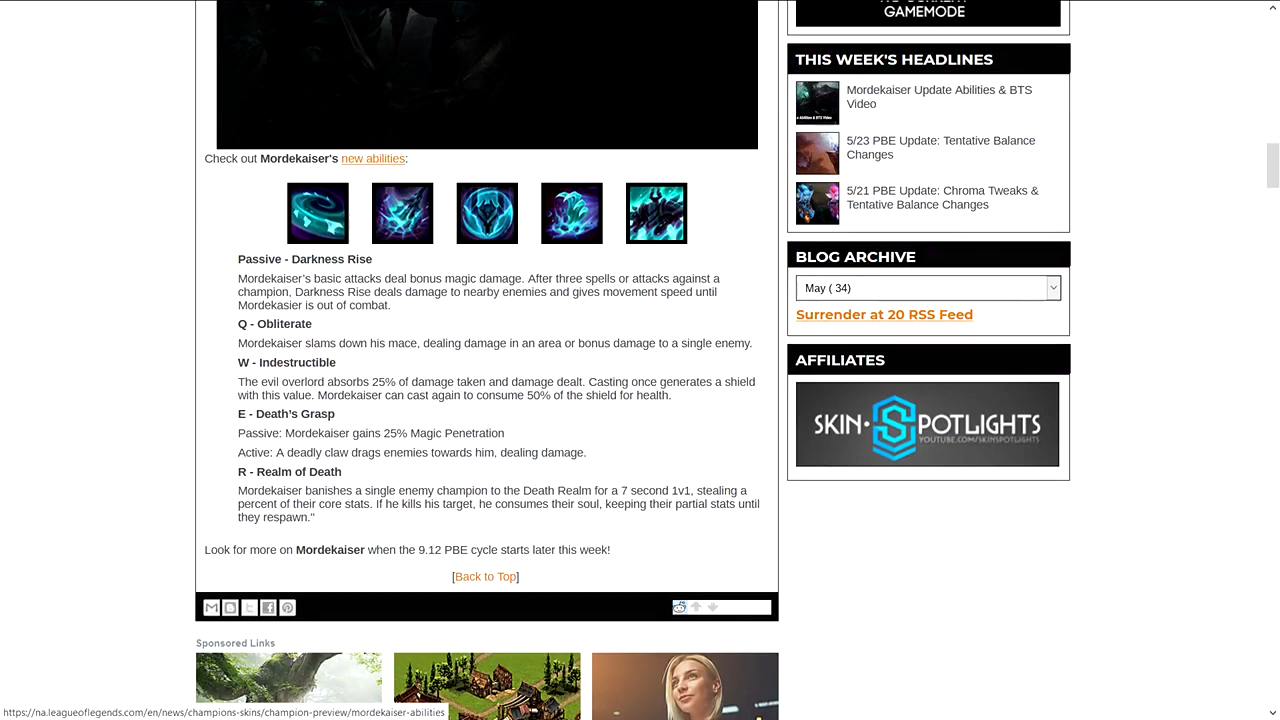 GAMEMODE
THIS WEEK'S HEADLINES
Mordekaiser Update Abilities & BTS
Video
5/23 PBE Update: Tentative Balance
Changes
5/21 PBE Update: Chroma Tweaks &
Tentative Balance Changes
BLOG ARCHIVE
May ( 34)
Surrender at 20 RSS Feed
AFFILIATES
SKIN·SPOTLIGHTS
YOUTUBE.COM/SKINSPOTLIGHTS
Check out Mordekaiser's new abilities:
Passive - Darkness Rise
Mordekaiser’s basic attacks deal bonus magic damage. After three spells or attacks against a
champion, Darkness Rise deals damage to nearby enemies and gives movement speed until
Mordekasier is out of combat.
Q - Obliterate
Mordekaiser slams down his mace, dealing damage in an area or bonus damage to a single enemy.
W - Indestructible
The evil overlord absorbs 25% of damage taken and damage dealt. Casting once generates a shield
with this value. Mordekaiser can cast again to consume 50% of the shield for health.
E - Death’s Grasp
Passive: Mordekaiser gains 25% Magic Penetration
Active: A deadly claw drags enemies towards him, dealing damage.
R - Realm of Death
Mordekaiser banishes a single enemy champion to the Death Realm for a 7 second 1v1, stealing a
percent of their core stats. If he kills his target, he consumes their soul, keeping their partial stats until
they respawn."
Look for more on Mordekaiser when the 9.12 PBE cycle starts later this week!
[Back to Top]
Sponsored Links
https://na.leagueoflegends.com/en/news/champions-skins/champion-preview/mordekaiser-abilities